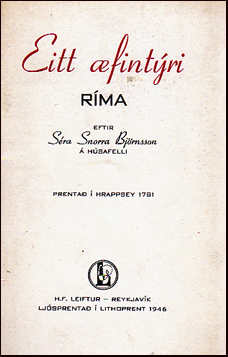 Eitt æfintýri
RÍMA
EFTIR
Séra Snorra Björnsson
Á HÚSAFELLI
PRENTAÐ Í HRAPPSEY 1781
H.F. LEIFTUR – REYKJAVÍK
LJÓSPRENTAÐ Í LITHOPRENT 1946